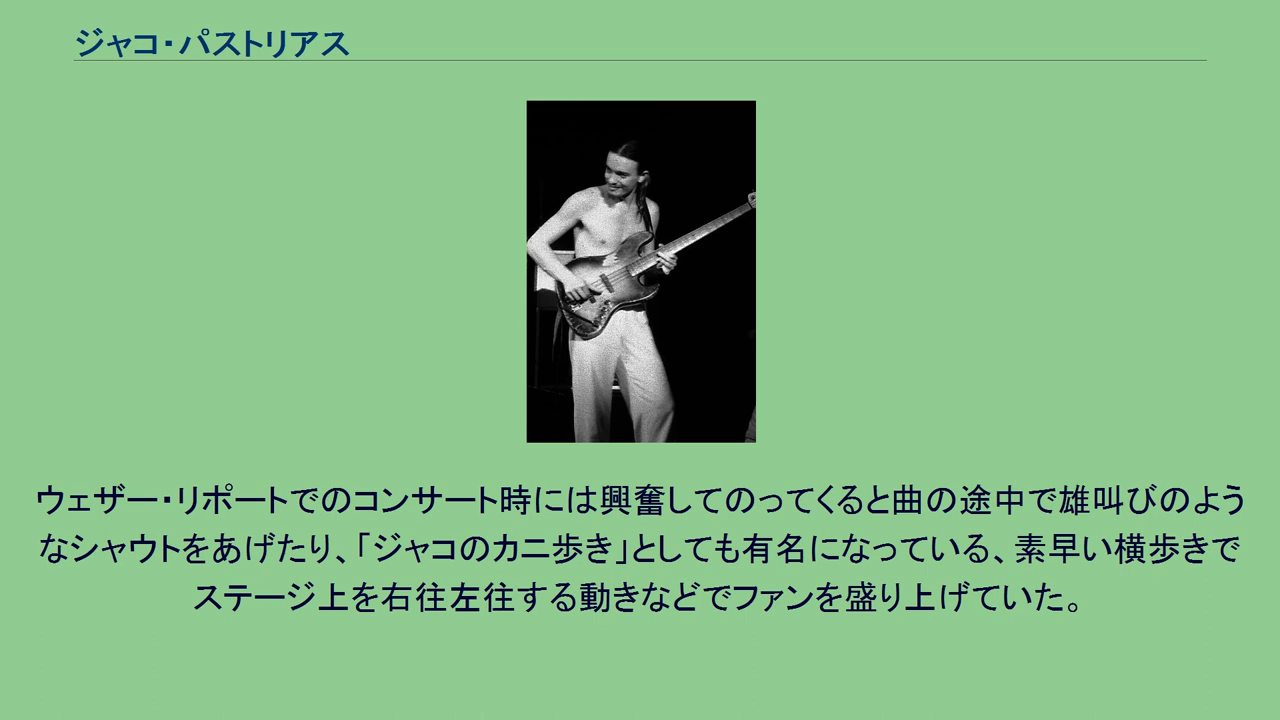 ジャコ・パストリアス
ウェザー・リポートでのコンサート時には興奮してのってくると曲の途中で雄叫びのよう
なシャウトをあげたり、「ジャコのカニ歩き」としても有名になっている、素早い横歩きで
ステージ上を右往左往する動きなどでファンを盛り上げていた。